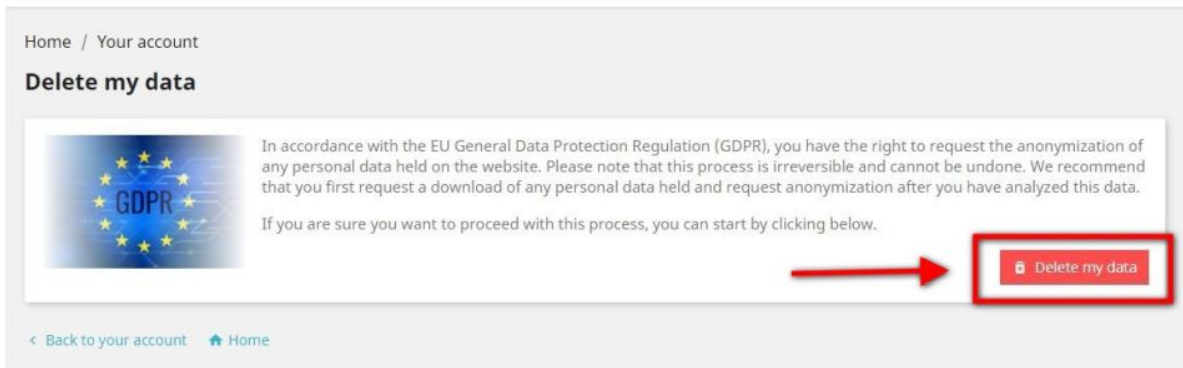 Home / Your account
Delete my data
GDPR
In accordance with the EU General Data Protection Regulation (GDPR), you have the right to request the anonymization of
any personal data held on the website. Please note that this process is irreversible and cannot be undone. We recommend
that you first request a download of any personal data held and request anonymization after you have analyzed this data.
If you are sure you want to proceed with this process, you can start by clicking below.
Delete my data
< Back to your account Home